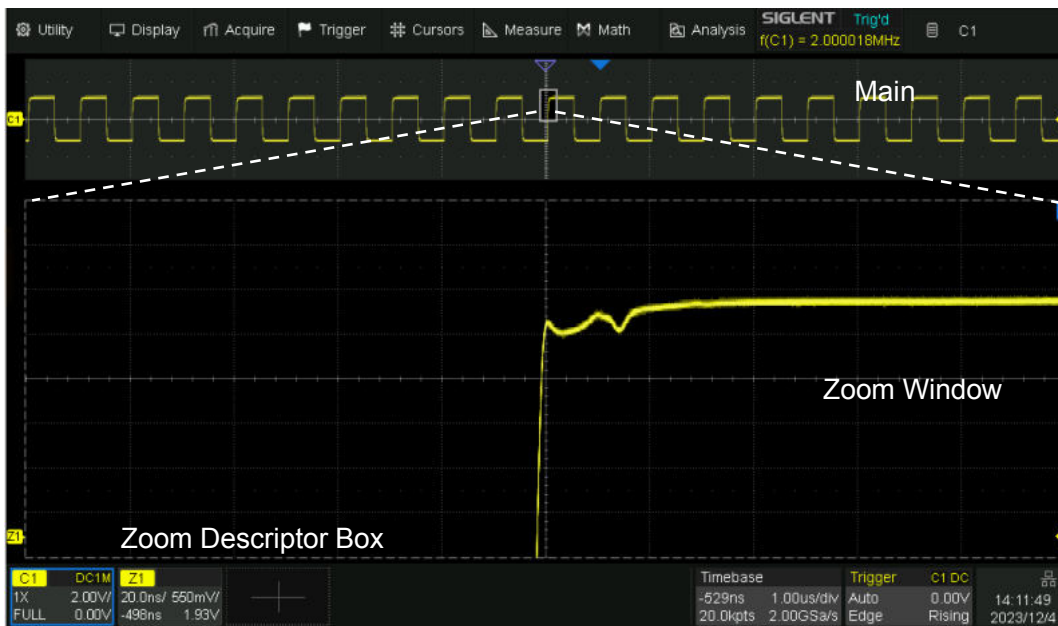 Utility Display Acquire Trigger Cursors Measure Math Analysis SIGLENT Trig'd C1
f(C1) = 2.000018MHz
Main
C1
Zoom Window
Z1
Zoom Descriptor Box
C1 DC1M Z1 Timebase Trigger C1 DC
1X 2.00V/ 20.0ns/ 550mV/ -529ns 1.00us/div Auto 0.00V 14:11:49
FULL 0.00V -498ns 1.93V 20.0kpts 2.00GSa/s Edge Rising 2023/12/4